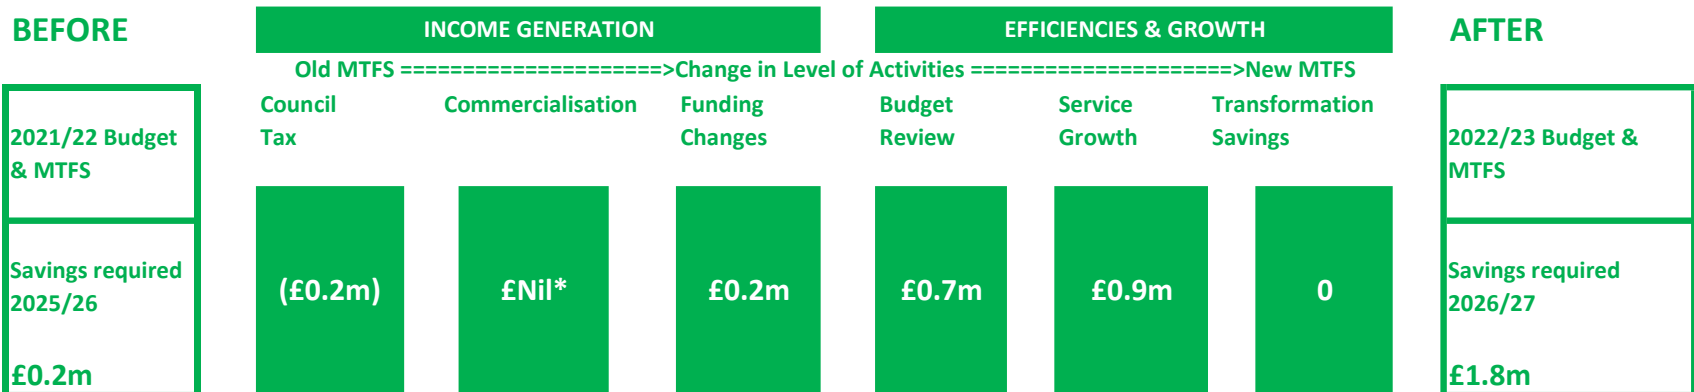 BEFORE
INCOME GENERATION
EFFICIENCIES & GROWTH
AFTER
Old MTFS =====================>Change in Level of Activities =====================>New MTFS
2021/22 Budget
& MTFS
Savings required
2025/26
£0.2m
Council
Tax
(£0.2m)
Commercialisation
£Nil*
Funding
Changes
£0.2m
Budget
Review
£0.7m
Service
Growth
£0.9m
Transformation
Savings
0
2022/23 Budget &
MTFS
Savings required
2026/27
£1.8m